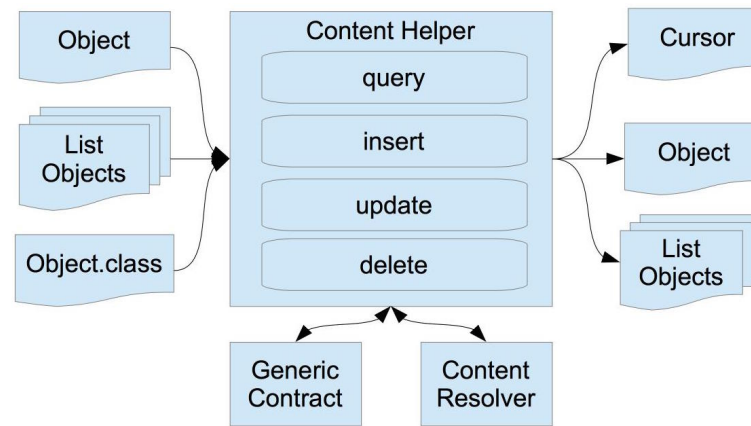 Object
List
Objects
Object.class
Content Helper
query
insert
update
delete
Cursor
Object
List
Objects
Generic
Contract
Content
Resolver